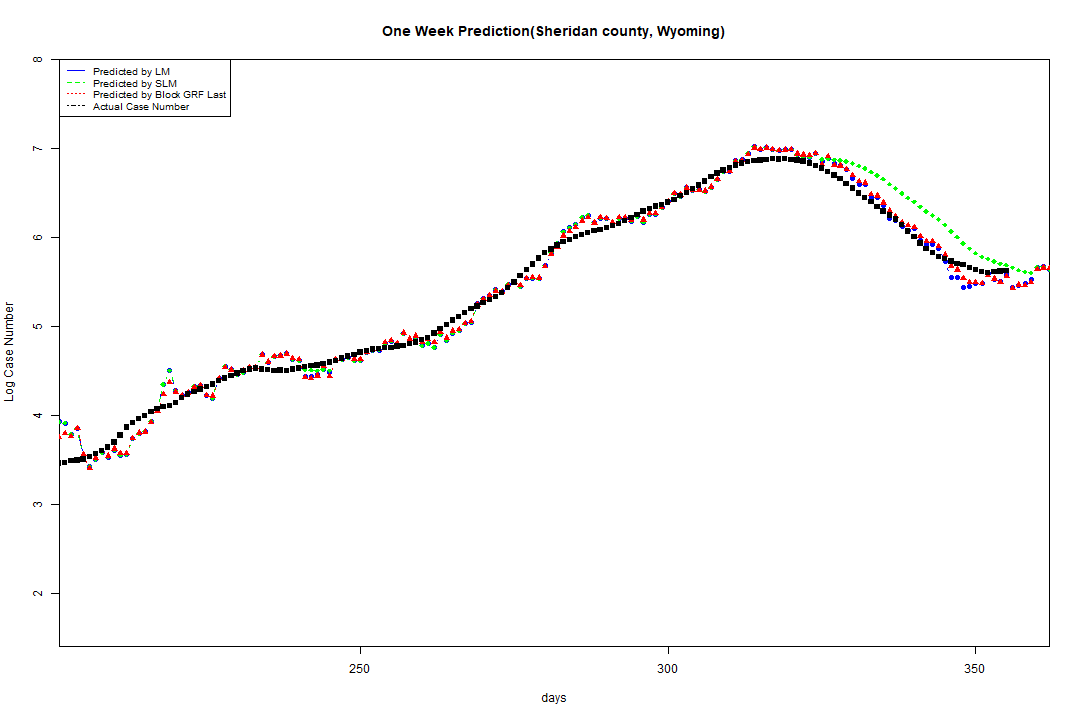 One Week Prediction(Sheridan county, Wyoming)
Predicted by LM
Predicted by SLM
Predicted by Block GRF Last
Actual Case Number
8
7
6
5
4
3
2
Log Case Number
250
300
350
days